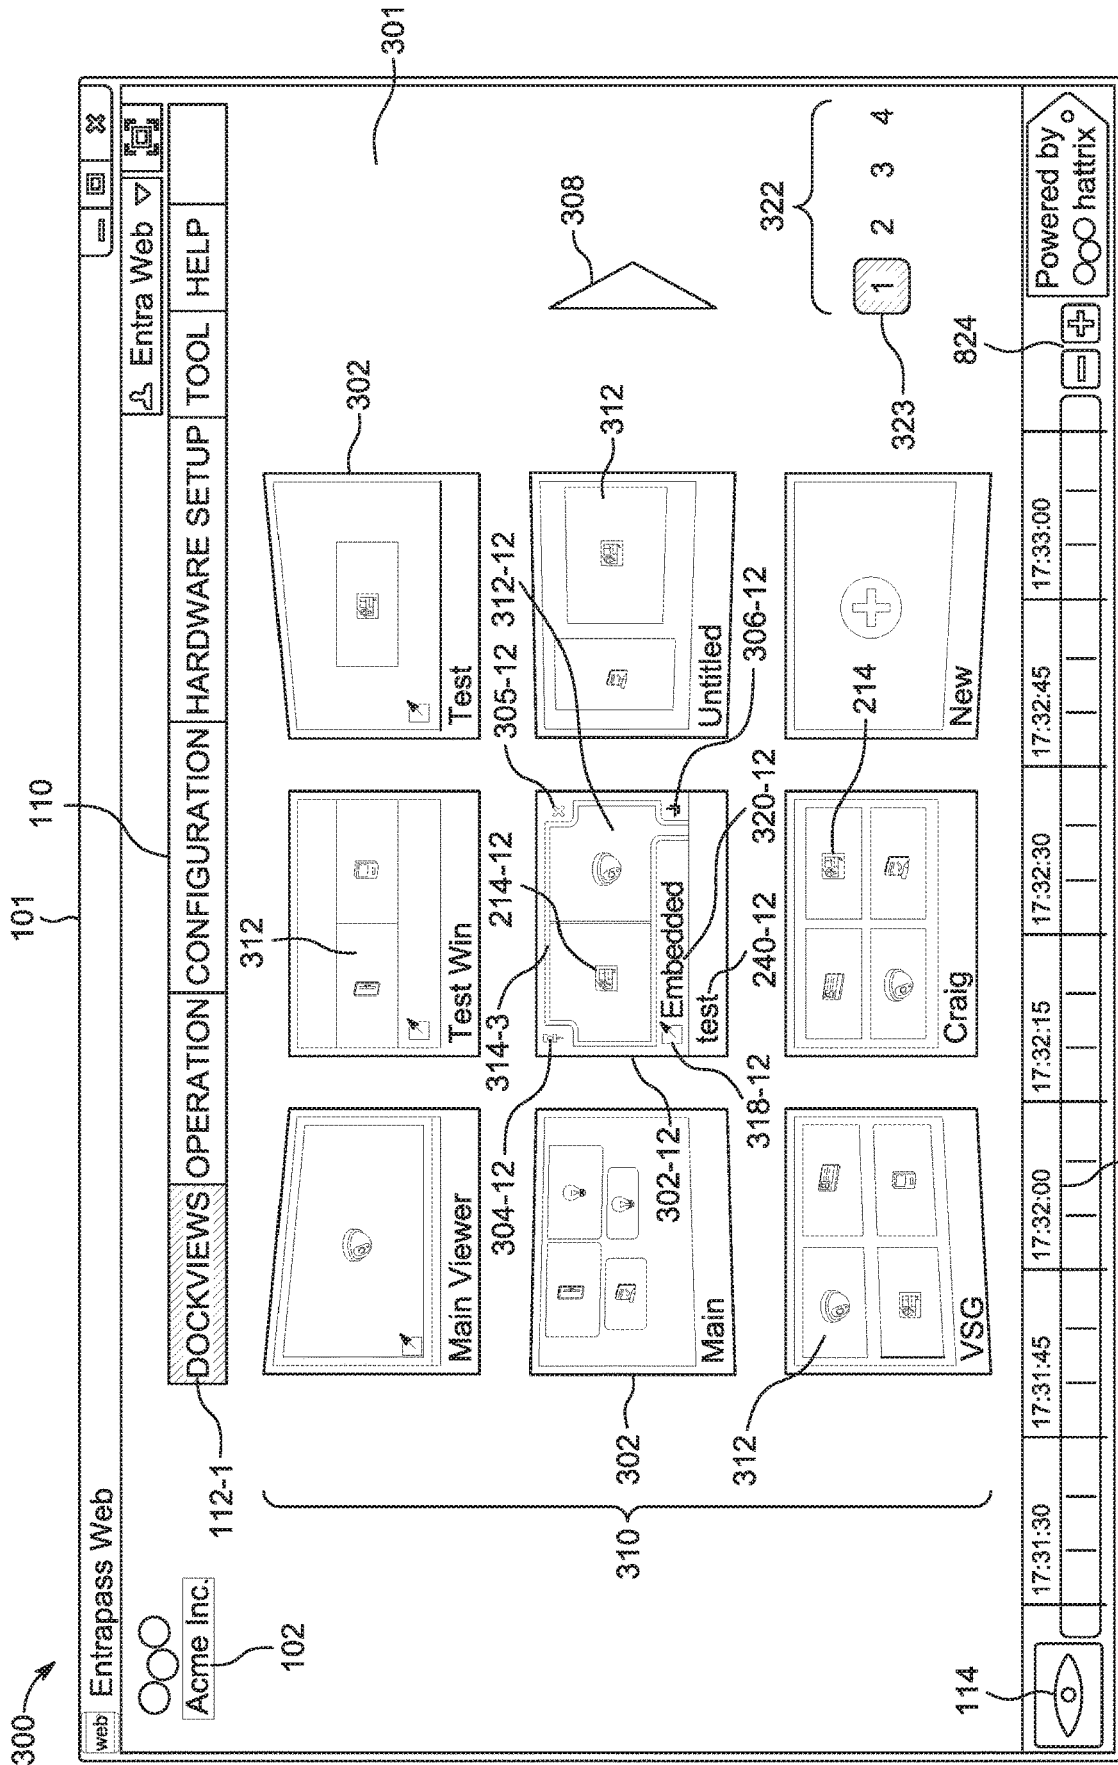 300
101
110
301
web Entrapass Web
Acme Inc.
102
Entra Web
DOCKVIEWS OPERATION CONFIGURATION HARDWARE SETUP TOOL HELP
112-1
312
302
308
Main Viewer
Test Win
Test
304-12
314-3
214-12
305-12
312-12
312
310
302
Main
302-12
Embedded
test
318-12
240-12
320-12
Untitled
306-12
312
VSG
Craig
214
New
322
1 2 3 4
323
824
114
17:31:30 17:31:45 17:32:00 17:32:15 17:32:30 17:32:45 17:33:00
Powered by
hattrix